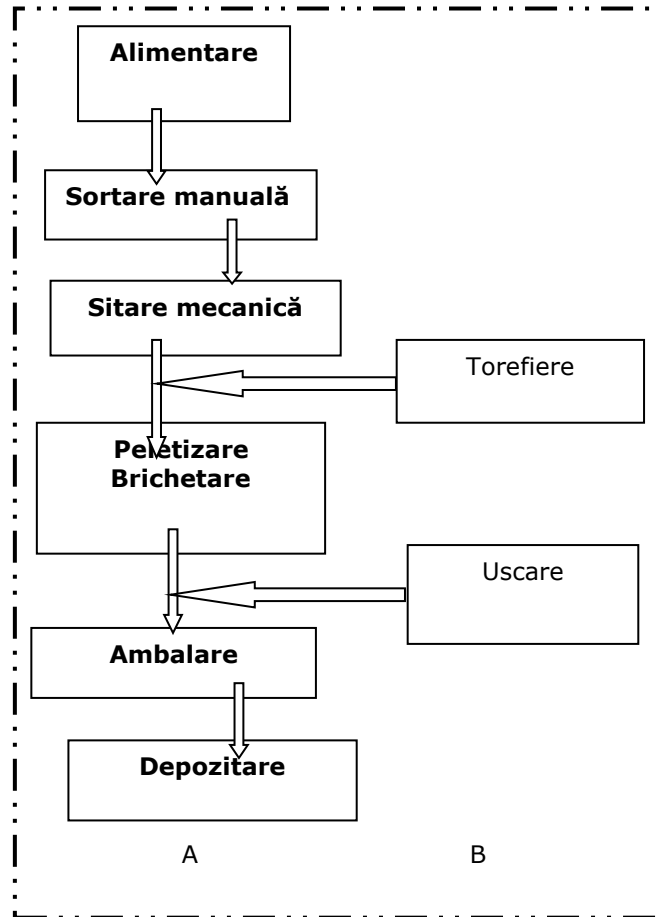 Alimentare
Sortare manuală
Sitare mecanică
Torefiere
Peletizare
Brichetare
Uscare
Ambalare
Depozitare
A
B